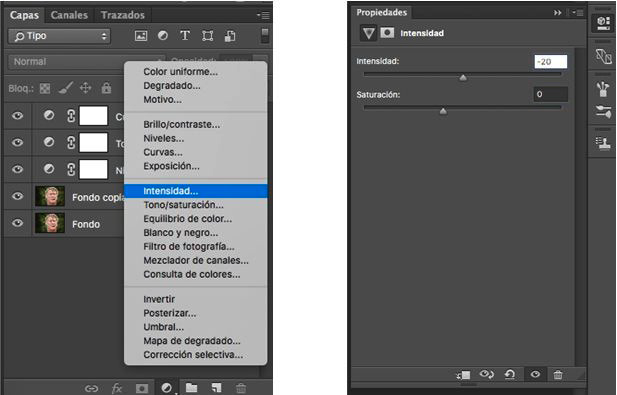 Capas Canales Trazados
Tipo
Normal Opacidad:
Bloq.:
Color uniforme...
Degradado...
Motivo...
Brillo/contraste...
Niveles...
Curvas...
Exposición...
Intensidad...
Tono/saturación...
Equilibrio de color...
Blanco y negro...
Filtro de fotografía...
Mezclador de canales...
Consulta de colores...
Invertir
Posterizar...
Umbral...
Mapa de degradado...
Corrección selectiva...
Cu
To
Ni
Fondo copia
Fondo
fx
Propiedades
Intensidad
Intensidad: -20
Saturación: 0